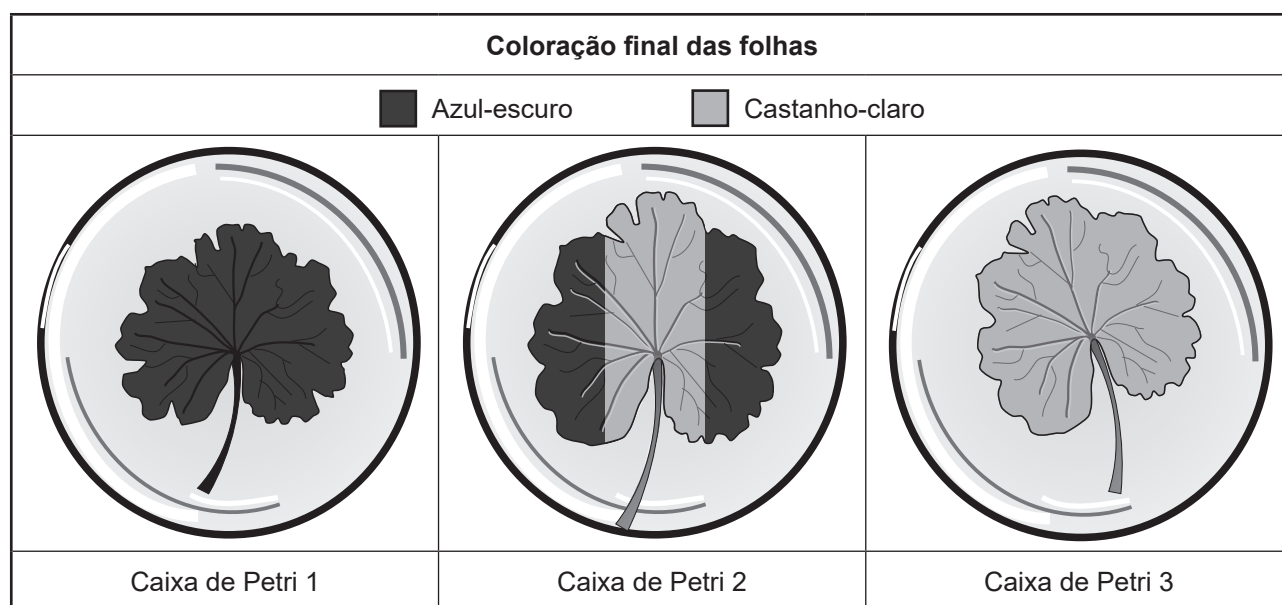 Coloração final das folhas
Azul-escuro Castanho-claro
Caixa de Petri 1 Caixa de Petri 2 Caixa de Petri 3